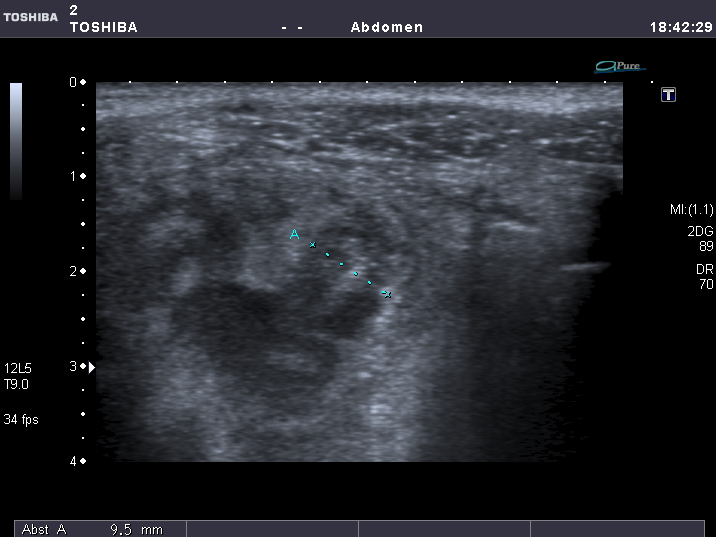 TOSHIBA
2
TOSHIBA - - Abdomen 18:42:29
Pure
T
0
1
2
3
4
A
MI:(1.1)
2DG
89
DR
70
12L5
T9.0
34 fps
Abst A 9.5 mm